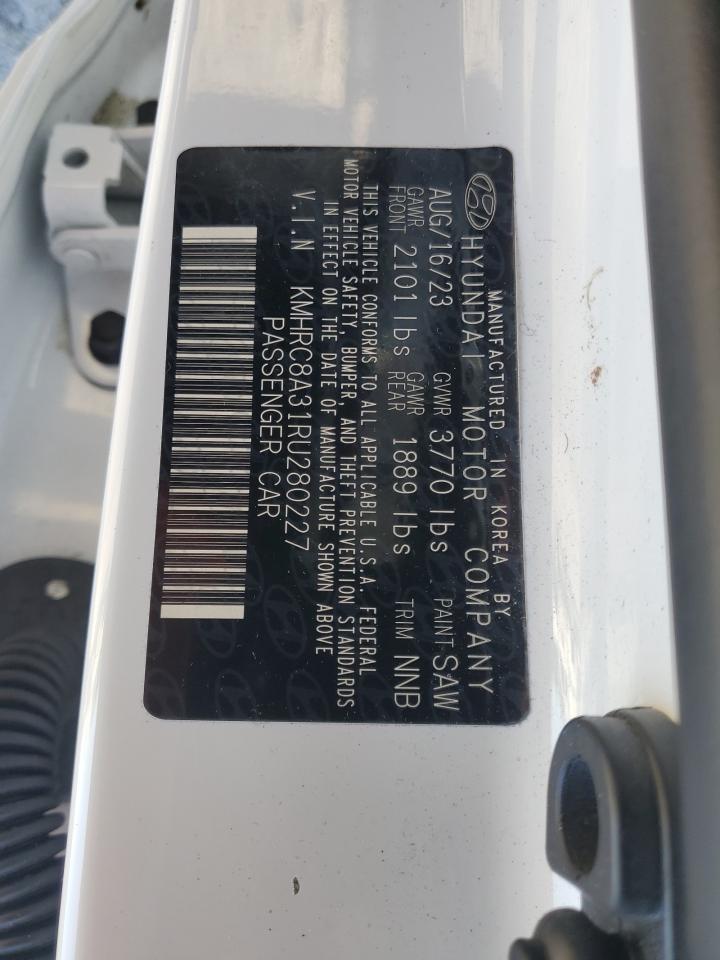 MANUFACTURED IN KOREA BY
HYUNDAI MOTOR COMPANY
AUG/16/23 GVWR 3,770 lbs PAINT SAW
GAWR FRONT 2101 lbs GAWR REAR 1889 lbs TRIM NNB
THIS VEHICLE CONFORMS TO ALL APPLICABLE U.S.A. FEDERAL
MOTOR VEHICLE SAFETY, BUMPER, AND THEFT PREVENTION STANDARDS
IN EFFECT ON THE DATE OF MANUFACTURE SHOWN ABOVE
V.I.N KMHRC8A31RU280227
PASSENGER CAR